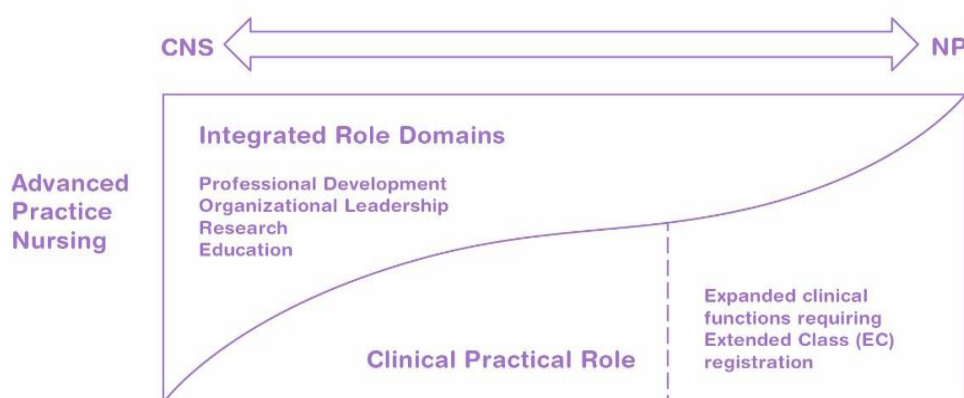 CNS
NP
Advanced
Practice
Nursing
Integrated Role Domains
Professional Development
Organizational Leadership
Research
Education
Clinical Practical Role
Expanded clinical
functions requiring
Extended Class (EC)
registration